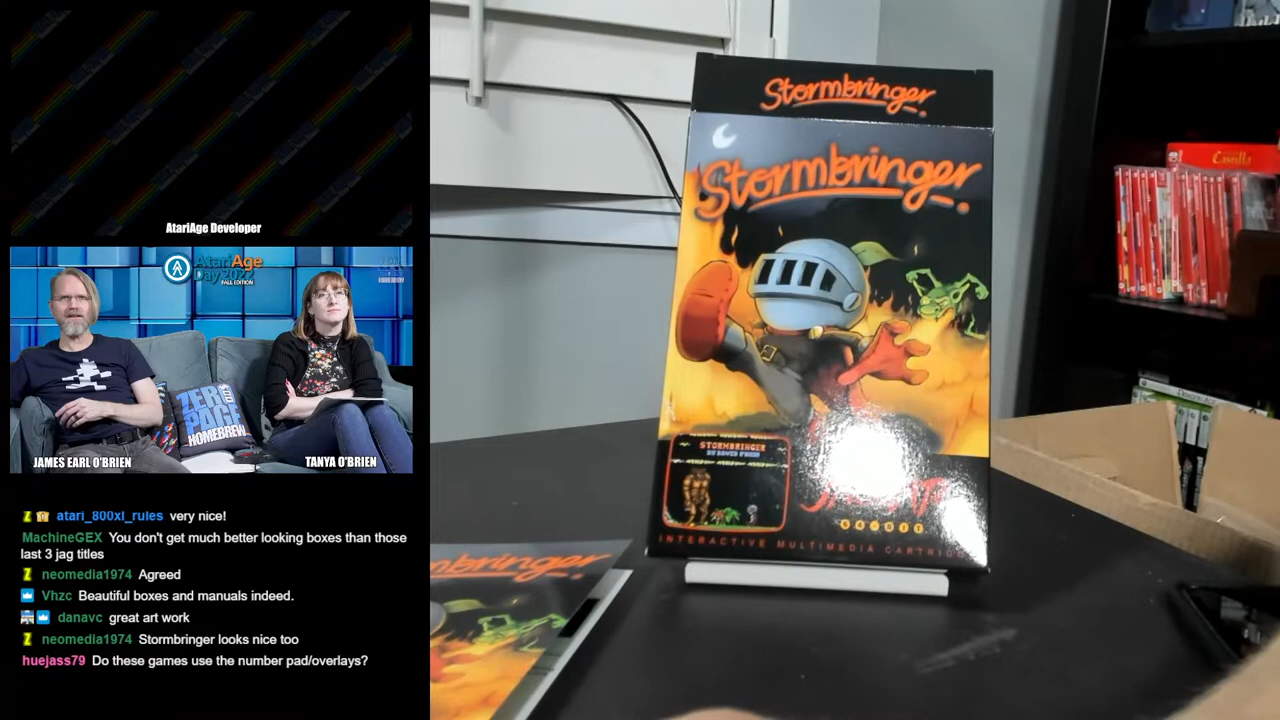 AtariAge Developer
AtariAge
Day 2022
FALL EDITION
ZERO
PAGE
HOMEBREW
JAMES EARL O'BRIEN
TANYA O'BRIEN
atari_800xl_rules very nice!
MachineGEX You don't get much better looking boxes than those
last 3 jag titles
neomedia1974 Agreed
Vhzc Beautiful boxes and manuals indeed.
danavc great art work
neomedia1974 Stormbringer looks nice too
huejass79 Do these games use the number pad/overlays?
Stormbringer
Stormbringer
STORMBRINGER
64-BIT
INTERACTIVE MULTIMEDIA
mbringer